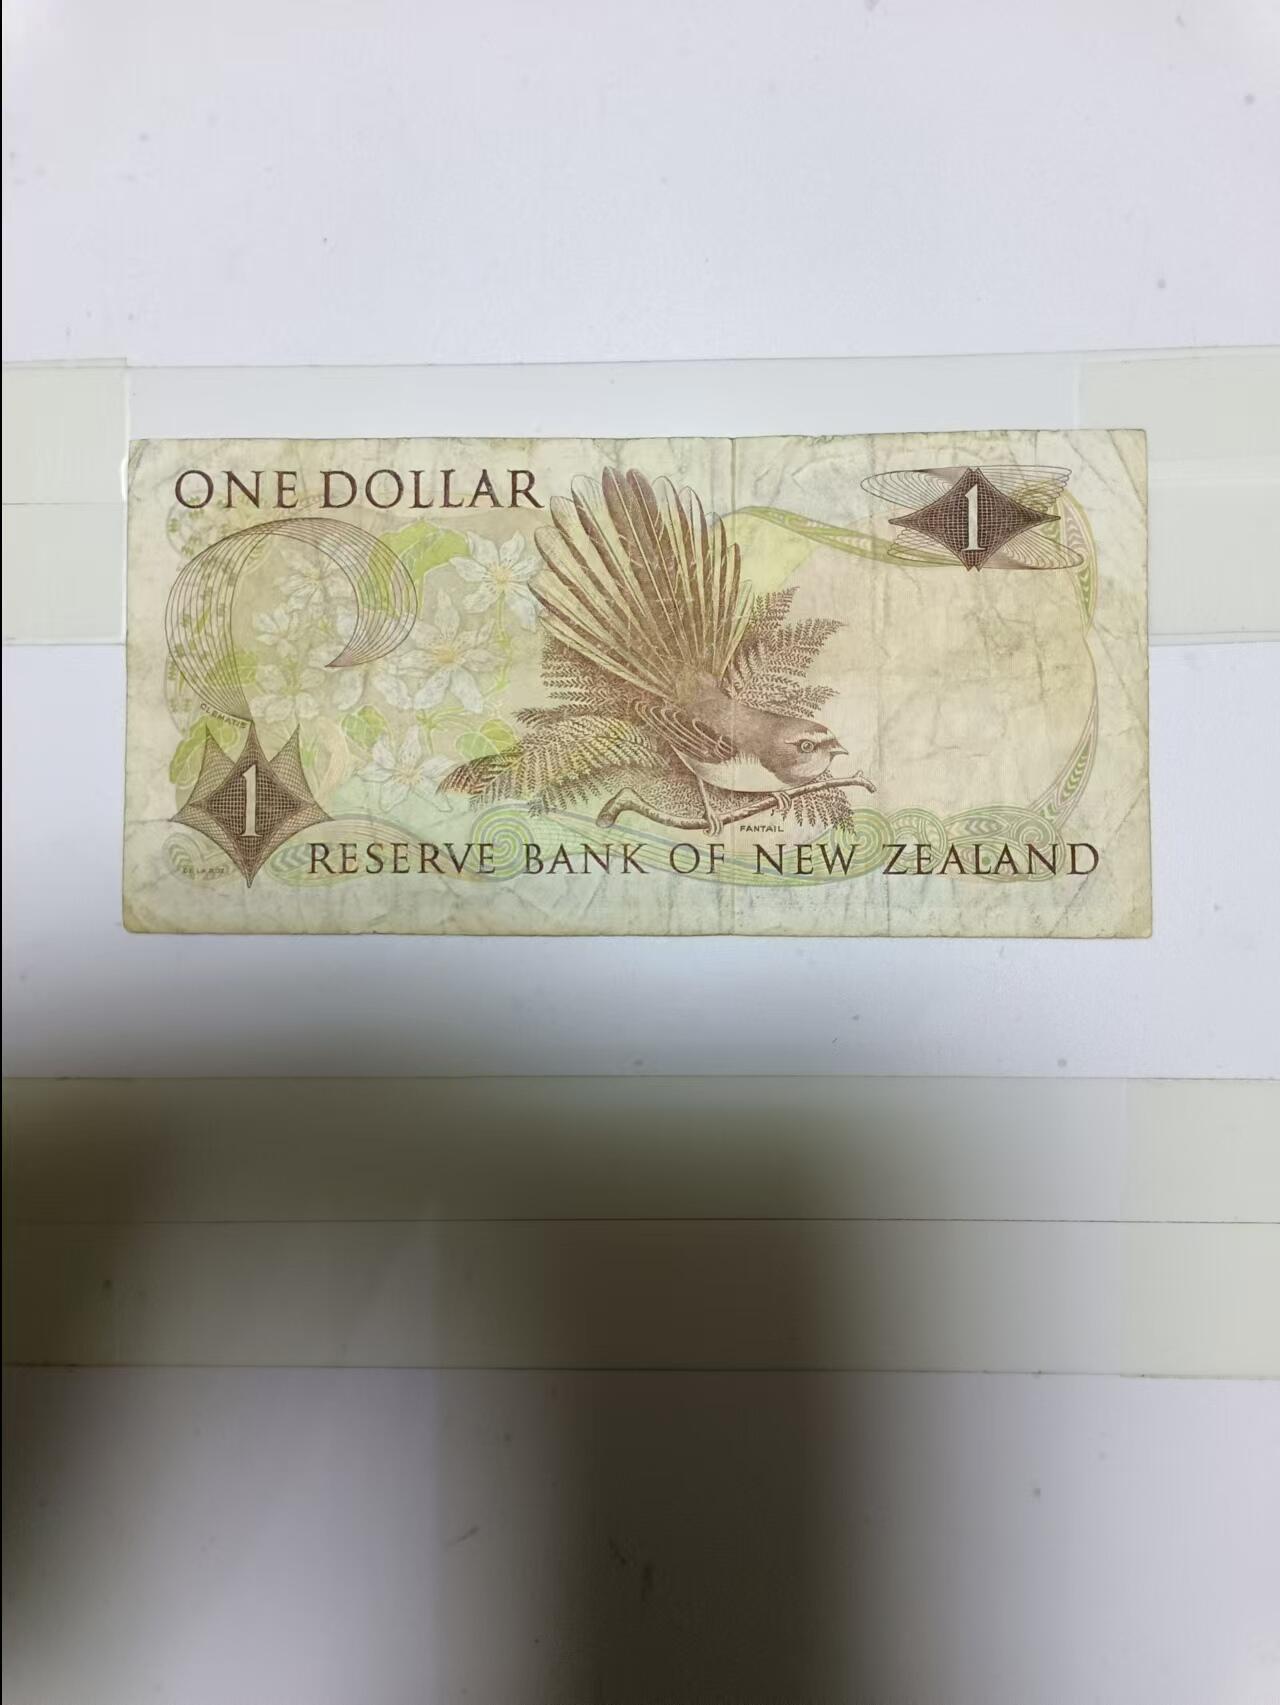 ONE DOLLAR
1
CLEMATIS
1
FANTAIL
RESERVE BANK OF NEW ZEALAND